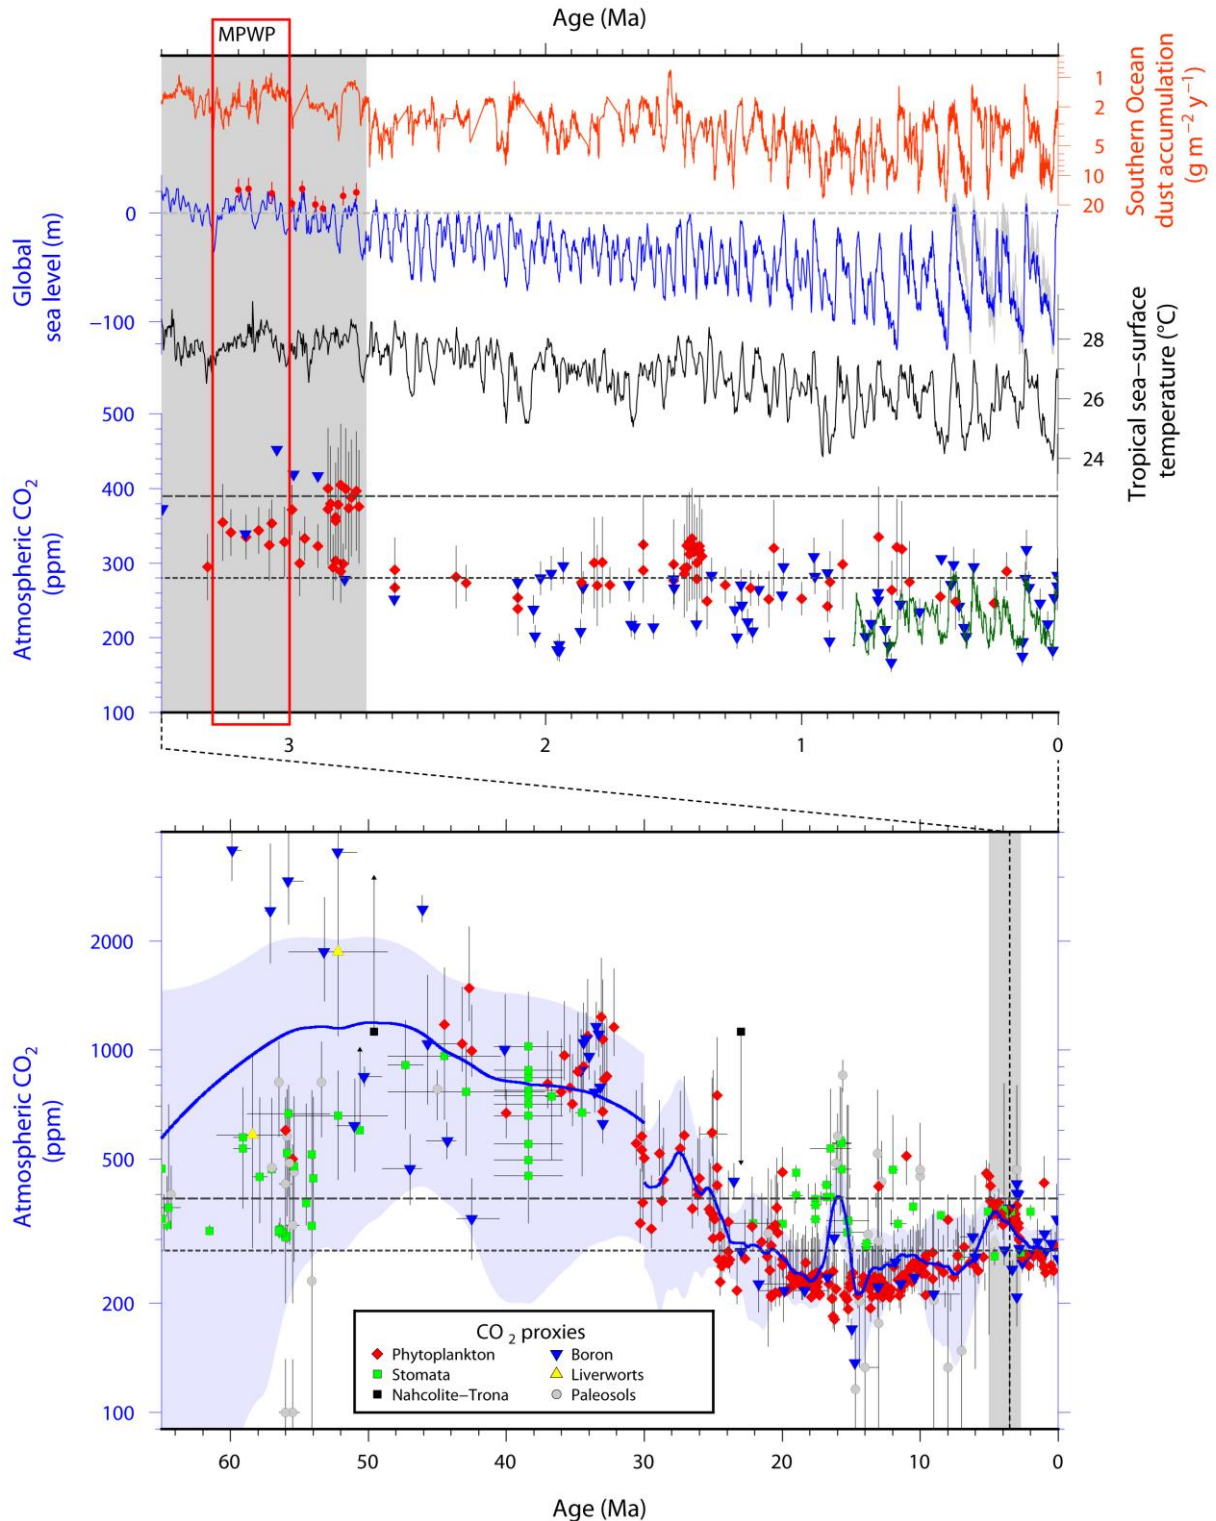 Age (Ma)
MPWP
Southern Ocean
dust accumulation
(g m−2 y−1)
1
2
5
10
20
Global
sea level (m)
0
−100
Tropical sea−surface
temperature (°C)
28
26
24
Atmospheric CO2
(ppm)
500
400
300
200
100
3
2
1
0
Atmospheric CO2
(ppm)
2000
1000
500
200
100
CO 2 proxies
Phytoplankton
Boron
Stomata
Liverworts
Nahcolite−Trona
Paleosols
60
50
40
30
20
10
0
Age (Ma)